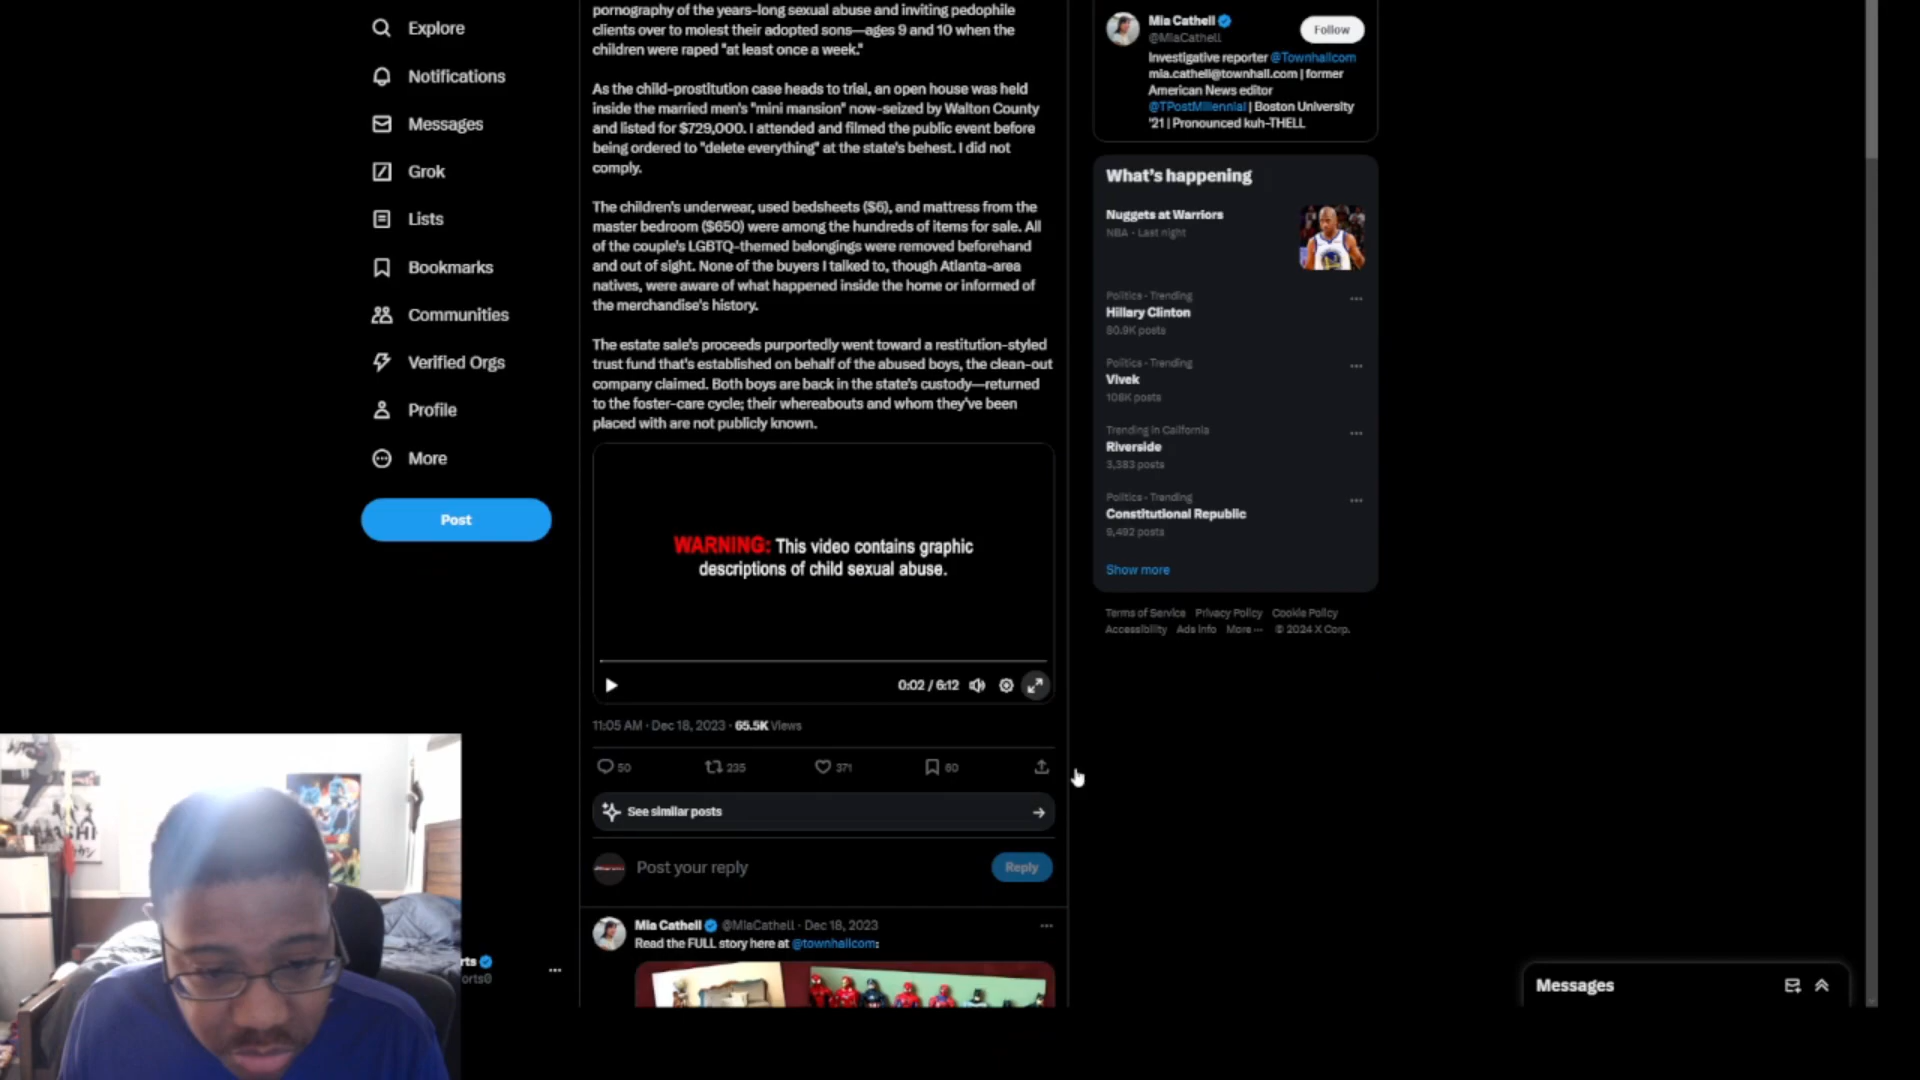 Explore
Notifications
Messages
Grok
Lists
Bookmarks
Communities
Verified Orgs
Profile
More
Post
rts
orts0
pornography of the years-long sexual abuse and inviting pedophile
clients over to molest their adopted sons—ages 9 and 10 when the
children were raped "at least once a week."
As the child-prostitution case heads to trial, an open house was held
inside the married men's "mini mansion" now-seized by Walton County
and listed for $729,000. I attended and filmed the public event before
being ordered to "delete everything" at the state's behest. I did not
comply.
The children's underwear, used bedsheets ($6), and mattress from the
master bedroom ($650) were among the hundreds of items for sale. All
of the couple's LGBTQ-themed belongings were removed beforehand
and out of sight. None of the buyers I talked to, though Atlanta-area
natives, were aware of what happened inside the home or informed of
the merchandise's history.
The estate sale's proceeds purportedly went toward a restitution-styled
trust fund that's established on behalf of the abused boys, the clean-out
company claimed. Both boys are back in the state's custody—returned
to the foster-care cycle; their whereabouts and whom they've been
placed with are not publicly known.
WARNING: This video contains graphic
descriptions of child sexual abuse.
0:02 / 6:12
11:05 AM · Dec 18, 2023 · 65.5K Views
50 235 371 60
See similar posts
Post your reply
Reply
Mia Cathell @MiaCathell · Dec 18, 2023
Read the FULL story here at @townhallcom:
Mia Cathell
@MiaCathell
Follow
Investigative reporter @Townhallcom
mia.cathell@townhall.com | former
American News editor
@TPostMillennial | Boston University
'21 | Pronounced kuh-THELL
What's happening
Nuggets at Warriors
NBA · Last night
Politics · Trending
Hillary Clinton
80.9K posts
Politics · Trending
Vivek
108K posts
Trending in California
Riverside
3,383 posts
Politics · Trending
Constitutional Republic
9,492 posts
Show more
Terms of Service Privacy Policy Cookie Policy
Accessibility Ads info More ··· © 2024 X Corp.
Messages